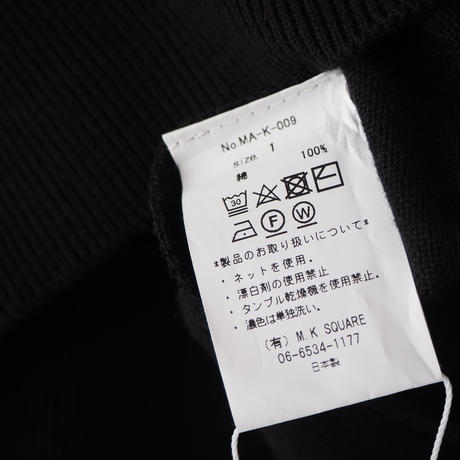 No.MA-K-009
size. 1
綿 100%
30
F W
*製品のお取り扱いについて*
・ネットを使用。
・漂白剤の使用禁止。
・タンブル乾燥機を使用禁止。
・濃色は単独洗い。
(有) M.K SQUARE
06-6534-1177
日本製